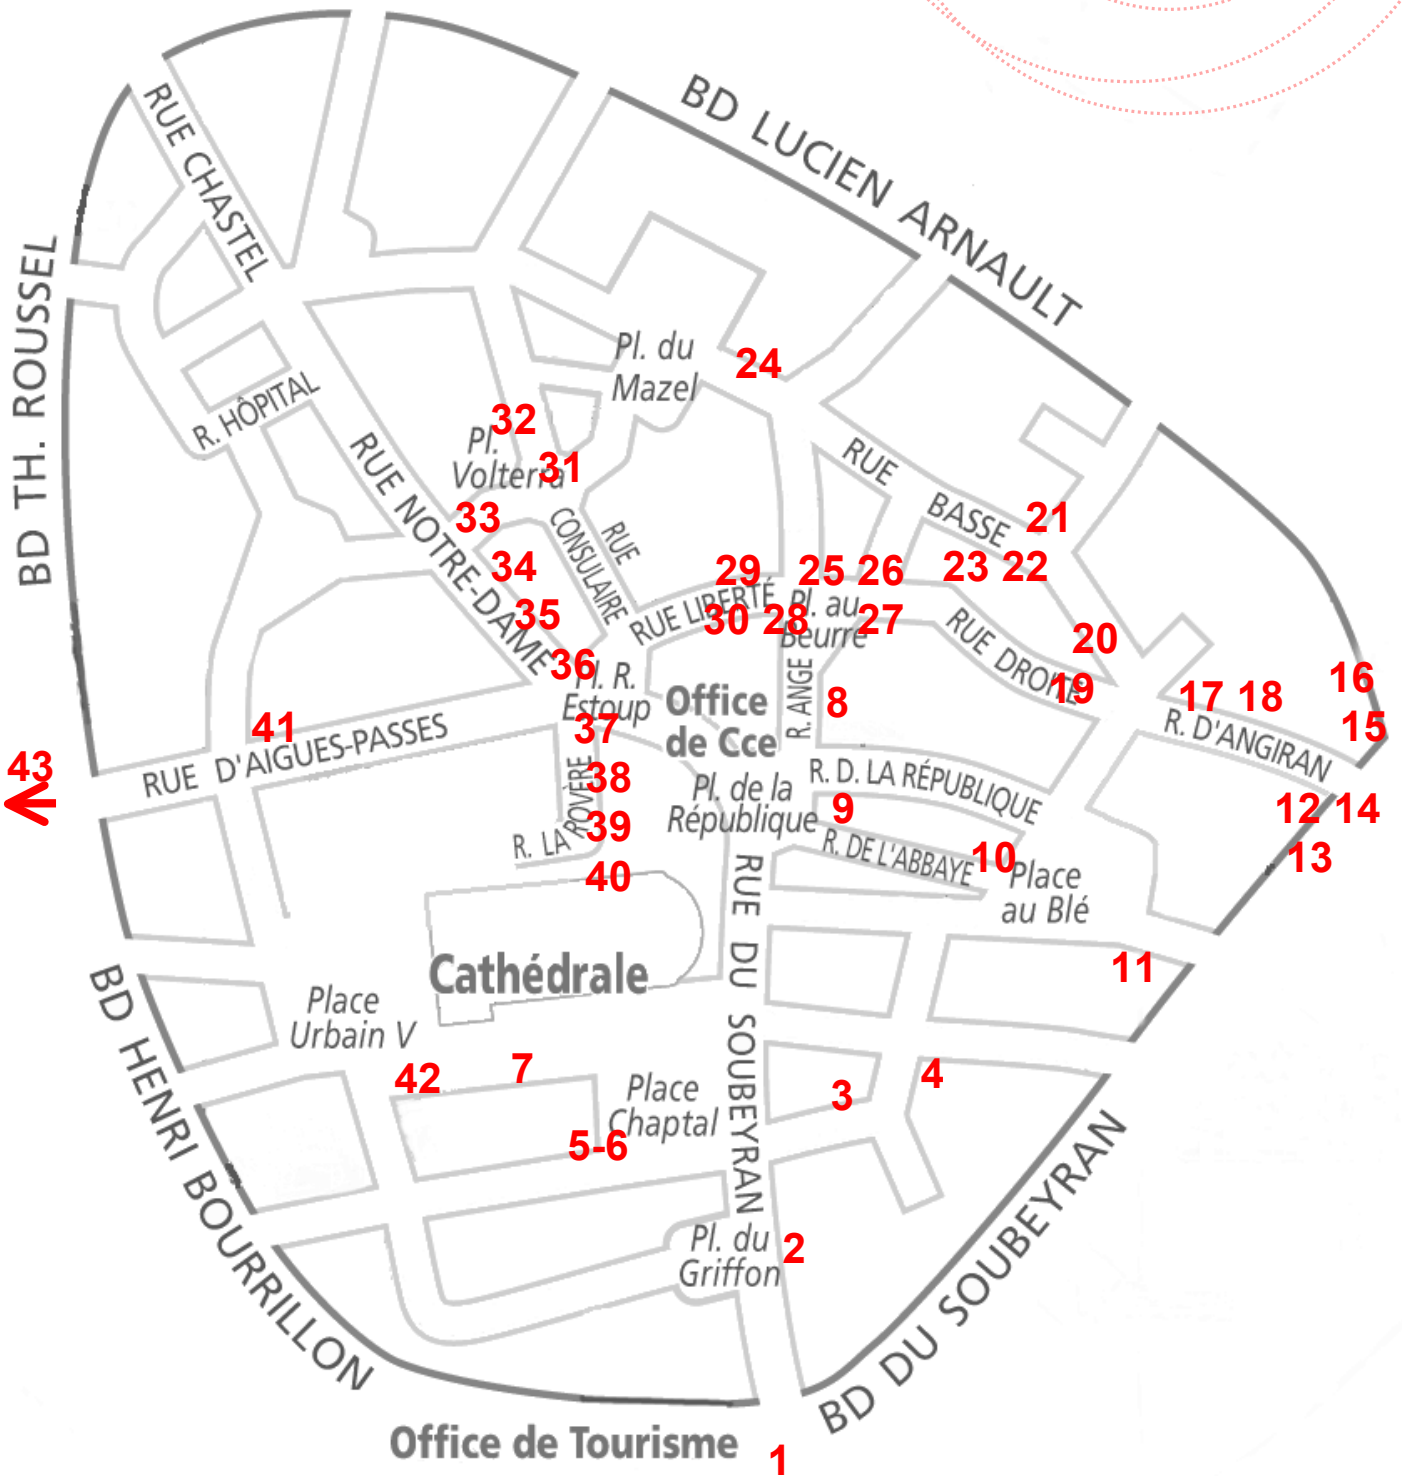 BD LUCIEN ARNAULT
RUE CHASTEL
BD TH. ROUSSEL
Pl. du
Mazel
24
R. HÔPITAL
32
Pl.
Volterra
31
RUE
BASSE
21
33
RUE NOTRE-DAME
CONSULAIRE
RUE
34
29
25
26
23
22
35
RUE LIBERTÉ
30
28
Pl. au
Beurre
27
RUE DROITE
20
36
Pl. R.
Estoup
Office
de Cce
R. ANGE
8
19
17
18
16
15
41
37
R. D'ANGIRAN
RUE D'AIGUES-PASSES
43
38
R. LA ROVÈRE
39
40
Pl. de la
République
R. D. LA RÉPUBLIQUE
9
R. DE L'ABBAYE
10
Place
au Blé
12
14
13
11
Cathédrale
RUE DU SOUBEYRAN
Place
Urbain V
BD HENRI BOURRILLON
42
7
Place
Chaptal
5-6
3
4
Pl. du
Griffon
2
BD DU SOUBEYRAN
Office de Tourisme
1